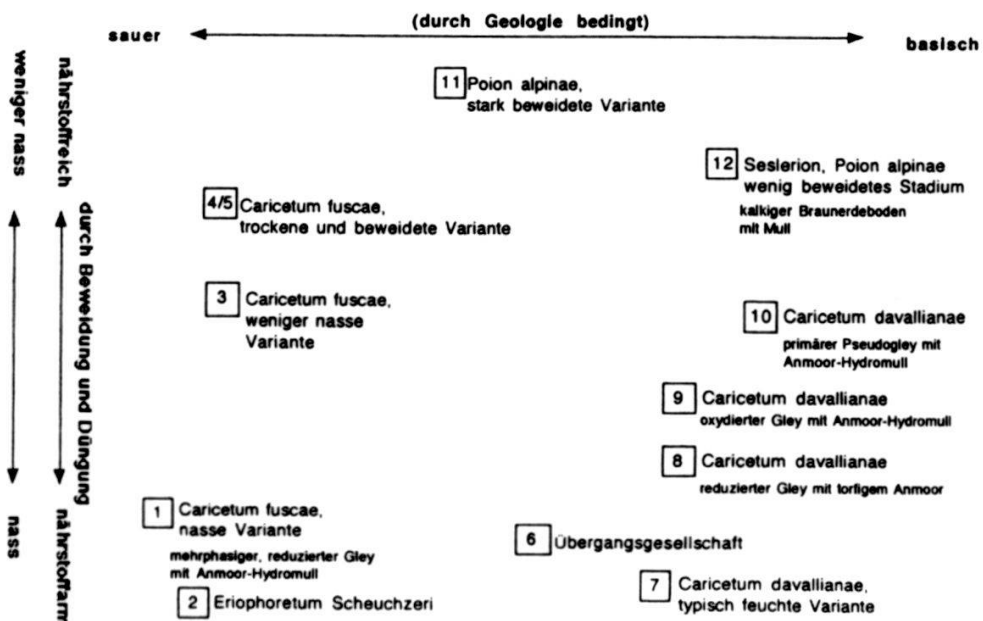 (durch Geologie bedingt)
sauer
basisch
weniger nass
nährstoffreich
durch Beweidung und Düngung
nass
nährstoffarm
11 Poion alpinae,
stark beweidete Variante
12 Seslerion, Poion alpinae
wenig beweidetes Stadium
kalkiger Braunerdeboden
mit Mull
4/5 Caricetum fuscae,
trockene und beweidete Variante
3 Caricetum fuscae,
weniger nasse
Variante
10 Caricetum davallianae
primärer Pseudogley mit
Anmoor-Hydromull
9 Caricetum davallianae
oxydierter Gley mit Anmoor-Hydromull
8 Caricetum davallianae
reduzierter Gley mit torfigem Anmoor
1 Caricetum fuscae,
nasse Variante
mehrphasiger, reduzierter Gley
mit Anmoor-Hydromull
6 Übergangsgesellschaft
2 Eriophoretum Scheuchzeri
7 Caricetum davallianae,
typisch feuchte Variante